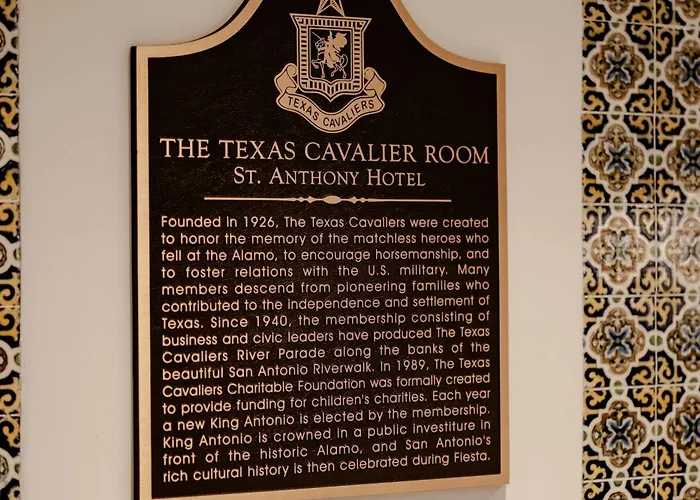 TEXAS CAVALIERS
THE TEXAS CAVALIER ROOM
ST. ANTHONY HOTEL
Founded in 1926, The Texas Cavaliers were created
to honor the memory of the matchless heroes who
fell at the Alamo, to encourage horsemanship, and
to foster relations with the U.S. military. Many
members descend from pioneering families who
contributed to the independence and settlement of
Texas. Since 1940, the membership consisting of
business and civic leaders have produced The Texas
Cavaliers River Parade along the banks of the
beautiful San Antonio Riverwalk. In 1989, The Texas
Cavaliers Charitable Foundation was formally created
to provide funding for children's charities. Each year
a new King Antonio is elected by the membership.
King Antonio is crowned in a public investiture in
front of the historic Alamo, and San Antonio's
rich cultural history is then celebrated during Fiesta.